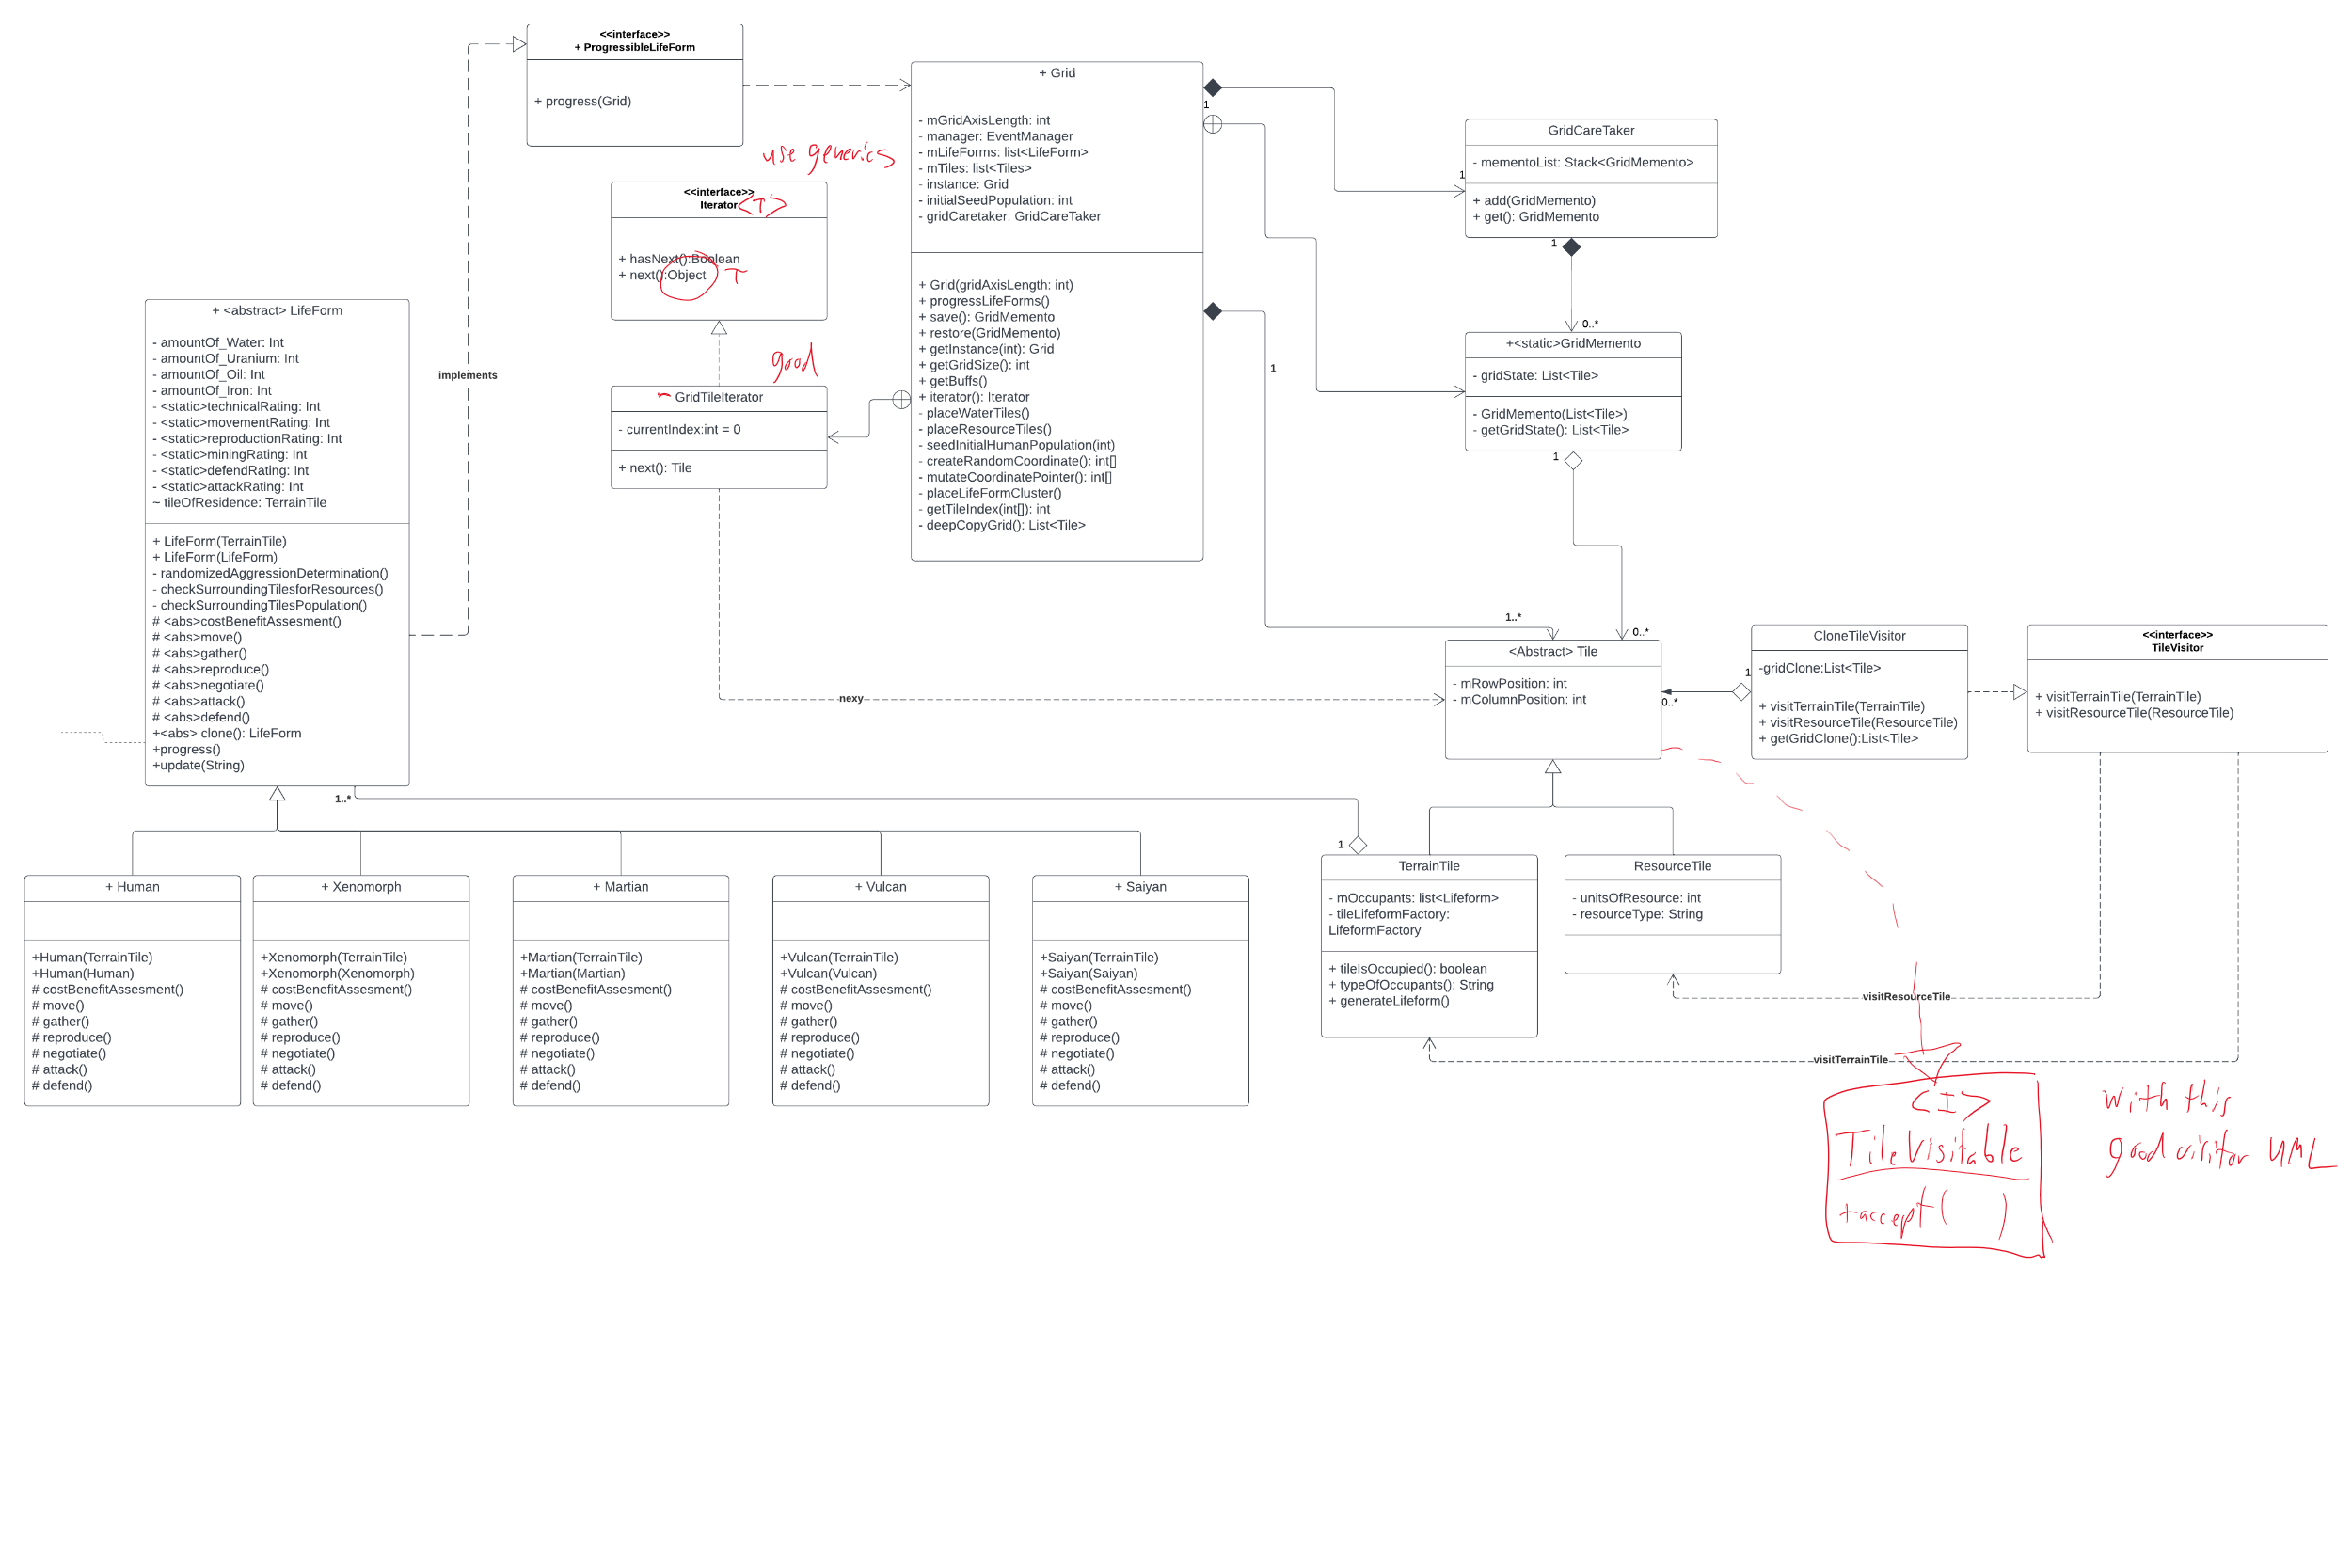 <<interface>>
+ ProgressibleLifeForm
+ progress(Grid)
use generics
<<interface>>
Iterator <T>
+ hasNext():Boolean
+ next():Object T
good
- GridTileIterator
- currentIndex:int = 0
+ next(): Tile
+ Grid
- mGridAxisLength: int
- manager: EventManager
- mLifeForms: list<LifeForm>
- mTiles: list<Tiles>
- instance: Grid
- initialSeedPopulation: int
- gridCaretaker: GridCareTaker
+ Grid(gridAxisLength: int)
+ progressLifeForms()
+ save(): GridMemento
+ restore(GridMemento)
+ getInstance(int): Grid
+ getGridSize(): int
+ getBuffs()
+ iterator(): Iterator
- placeWaterTiles()
- placeResourceTiles()
- seedInitialHumanPopulation(int)
- createRandomCoordinate(): int[]
- mutateCoordinatePointer(): int[]
- placeLifeFormCluster()
- getTileIndex(int[]): int
- deepCopyGrid(): List<Tile>
1
1
1
GridCareTaker
- mementoList: Stack<GridMemento>
+ add(GridMemento)
+ get(): GridMemento
1
0..*
+<static>GridMemento
- gridState: List<Tile>
- GridMemento(List<Tile>)
- getGridState(): List<Tile>
1
0..*
1..*
implements
+ <abstract> LifeForm
- amountOf_Water: Int
- amountOf_Uranium: Int
- amountOf_Oil: Int
- amountOf_Iron: Int
- <static>technicalRating: Int
- <static>movementRating: Int
- <static>reproductionRating: Int
- <static>miningRating: Int
- <static>defendRating: Int
- <static>attackRating: Int
~ tileOfResidence: TerrainTile
+ LifeForm(TerrainTile)
+ LifeForm(LifeForm)
- randomizedAggressionDetermination()
- checkSurroundingTilesforResources()
- checkSurroundingTilesPopulation()
# <abs>costBenefitAssesment()
# <abs>move()
# <abs>gather()
# <abs>reproduce()
# <abs>negotiate()
# <abs>attack()
# <abs>defend()
+<abs> clone(): LifeForm
+progress()
+update(String)
1..*
nexy
<Abstract> Tile
- mRowPosition: int
- mColumnPosition: int
1
0..*
CloneTileVisitor
-gridClone:List<Tile>
+ visitTerrainTile(TerrainTile)
+ visitResourceTile(ResourceTile)
+ getGridClone():List<Tile>
<<interface>>
TileVisitor
+ visitTerrainTile(TerrainTile)
+ visitResourceTile(ResourceTile)
+ Human
+Human(TerrainTile)
+Human(Human)
# costBenefitAssesment()
# move()
# gather()
# reproduce()
# negotiate()
# attack()
# defend()
+ Xenomorph
+Xenomorph(TerrainTile)
+Xenomorph(Xenomorph)
# costBenefitAssesment()
# move()
# gather()
# reproduce()
# negotiate()
# attack()
# defend()
+ Martian
+Martian(TerrainTile)
+Martian(Martian)
# costBenefitAssesment()
# move()
# gather()
# reproduce()
# negotiate()
# attack()
# defend()
+ Vulcan
+Vulcan(TerrainTile)
+Vulcan(Vulcan)
# costBenefitAssesment()
# move()
# gather()
# reproduce()
# negotiate()
# attack()
# defend()
+ Saiyan
+Saiyan(TerrainTile)
+Saiyan(Saiyan)
# costBenefitAssesment()
# move()
# gather()
# reproduce()
# negotiate()
# attack()
# defend()
1
TerrainTile
- mOccupants: list<Lifeform>
- tileLifeformFactory:
LifeformFactory
+ tileIsOccupied(): boolean
+ typeOfOccupants(): String
+ generateLifeform()
ResourceTile
- unitsOfResource: int
- resourceType: String
visitResourceTile
visitTerrainTile
<I>
TileVisitable
+accept( )
with this
good visitor UML